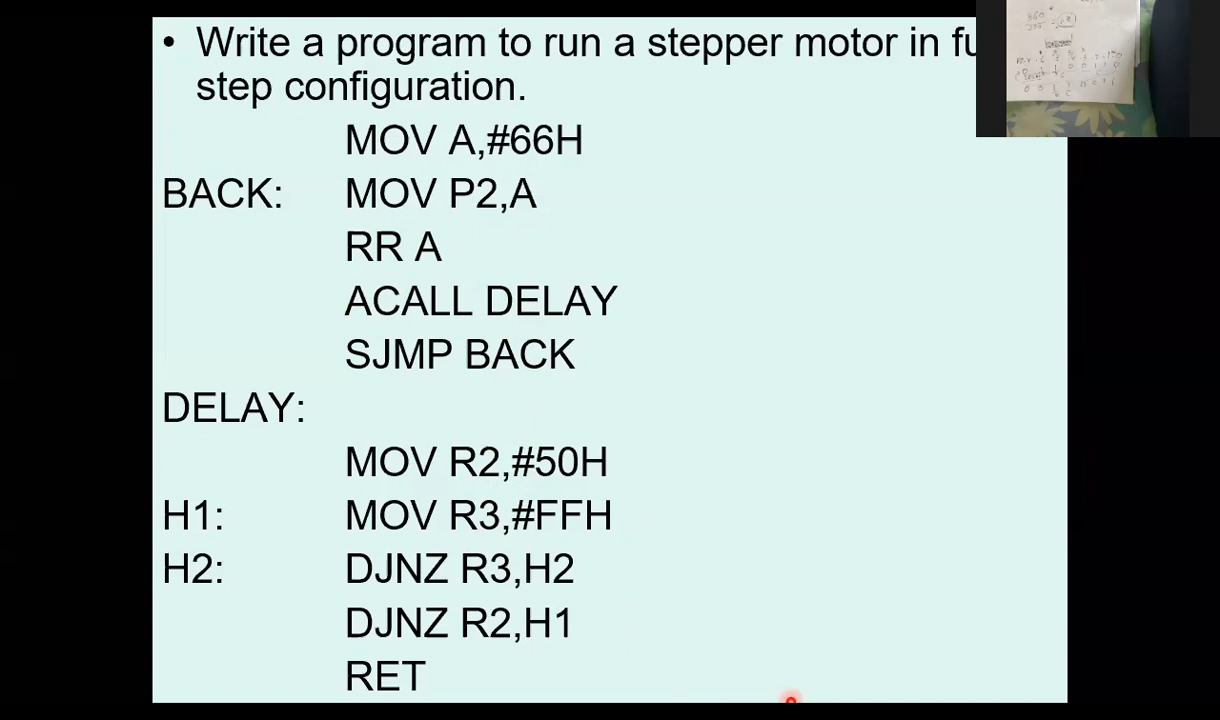 • Write a program to run a stepper motor in fu
step configuration.
MOV A,#66H
BACK: MOV P2,A
RR A
ACALL DELAY
SJMP BACK
DELAY:
MOV R2,#50H
H1: MOV R3,#FFH
H2: DJNZ R3,H2
DJNZ R2,H1
RET